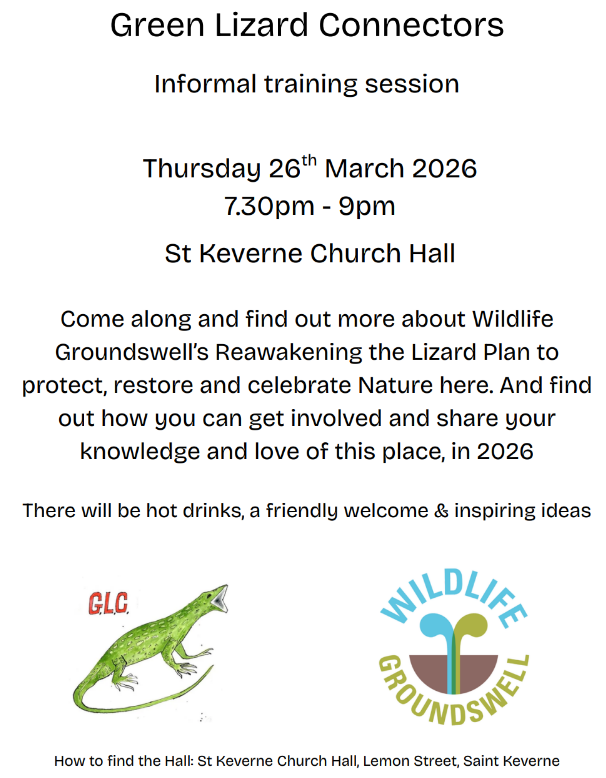 Green Lizard Connectors
Informal training session
Thursday 26th March 2026
7.30pm - 9pm
St Keverne Church Hall
Come along and find out more about Wildlife
Groundswell’s Reawakening the Lizard Plan to
protect, restore and celebrate Nature here. And find
out how you can get involved and share your
knowledge and love of this place, in 2026
There will be hot drinks, a friendly welcome & inspiring ideas
G.L.C.
WILDLIFE
GROUNDSWELL
How to find the Hall: St Keverne Church Hall, Lemon Street, Saint Keverne